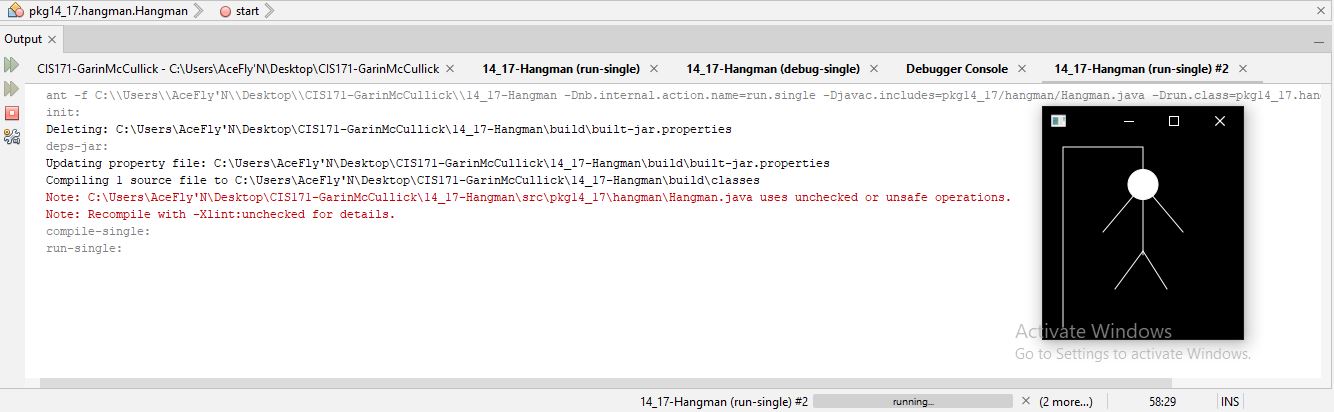 pkg14_17.hangman.Hangman start
Output
CIS171-GarinMcCullick - C:\Users\AceFly'N\Desktop\CIS171-GarinMcCullick 14_17-Hangman (run-single) 14_17-Hangman (debug-single) Debugger Console 14_17-Hangman (run-single) #2
ant -f C:\\Users\\AceFly'N\\Desktop\\CIS171-GarinMcCullick\\14_17-Hangman -Dnb.internal.action.name=run.single -Djavac.includes=pkg14_17/hangman/Hangman.java -Drun.class=pkg14_17.han
init:
Deleting: C:\Users\AceFly'N\Desktop\CIS171-GarinMcCullick\14_17-Hangman\build\built-jar.properties
deps-jar:
Updating property file: C:\Users\AceFly'N\Desktop\CIS171-GarinMcCullick\14_17-Hangman\build\built-jar.properties
Compiling 1 source file to C:\Users\AceFly'N\Desktop\CIS171-GarinMcCullick\14_17-Hangman\build\classes
Note: C:\Users\AceFly'N\Desktop\CIS171-GarinMcCullick\14_17-Hangman\src\pkg14_17\hangman\Hangman.java uses unchecked or unsafe operations.
Note: Recompile with -Xlint:unchecked for details.
compile-single:
run-single:
Activate Windows
Go to Settings to activate Windows.
14_17-Hangman (run-single) #2 running... (2 more...) 58:29 INS